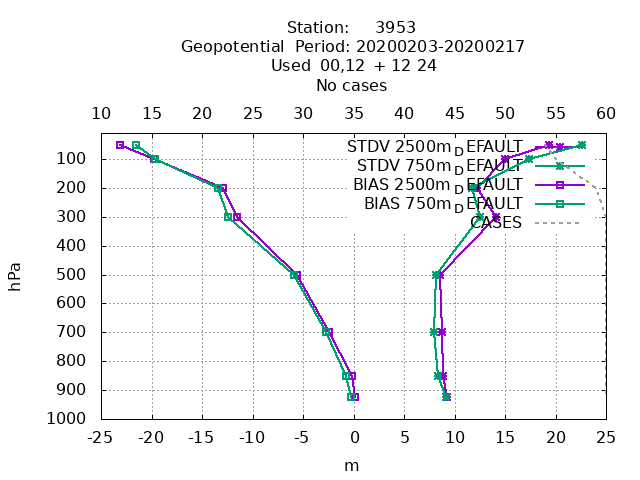 Station: 3953
Geopotential Period: 20200203-20200217
Used 00,12 + 12 24
No cases
10 15 20 25 30 35 40 45 50 55 60
STDV 2500m_DEFAULT
100
STDV 750m_DEFAULT
200
BIAS 2500m_DEFAULT
BIAS 750m_DEFAULT
300
CASES
400
500
600
700
800
900
1000
hPa
-25 -20 -15 -10 -5 0 5 10 15 20 25
m